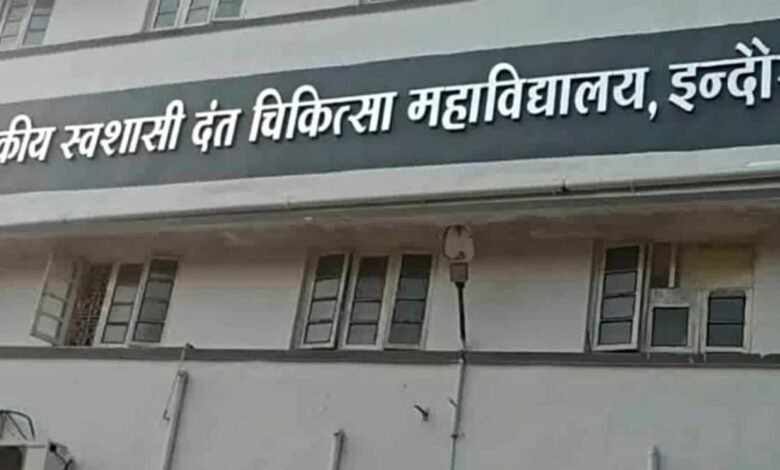 कीय स्वशासी दंत चिकित्सा महाविद्यालय, इन्दौ